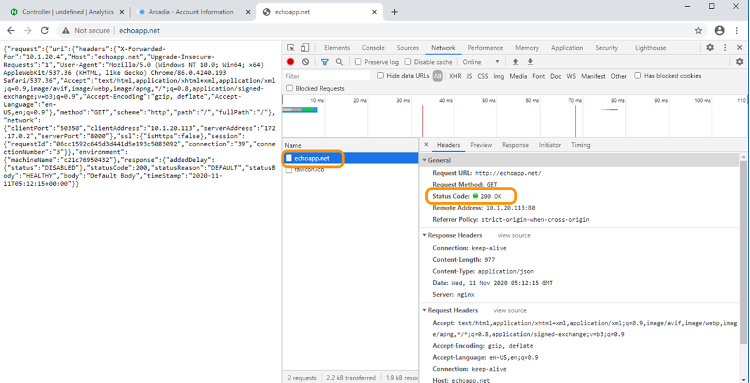 Controller | undefined | Analytics
Arcadia - Account Information
echoapp.net
Not secure | echoapp.net
{"request":{"uri":{"headers":{"X-Forwarded-
For":"10.1.20.4","Host":"echoapp.net","Upgrade-Insecure-
Requests":"1","User-Agent":"Mozilla/5.0 (Windows NT 10.0; Win64; x64)
AppleWebKit/537.36 (KHTML, like Gecko) Chrome/86.0.4240.193
Safari/537.36","Accept":"text/html,application/xhtml+xml,application/xml
;q=0.9,image/avif,image/webp,image/apng,*/*;q=0.8,application/signed-
exchange;v=b3;q=0.9","Accept-Encoding":"gzip, deflate","Accept-
Language":"en-
US,en;q=0.9"},"method":"GET","scheme":"http","path":"/","fullPath":"/"},
"network":
{"clientPort":"50350","clientAddress":"10.1.20.113","serverAddress":"172
.17.0.2","serverPort":"8000"},"ssl":{"isHttps":false},"session":
{"requestId":"06cc1592c645d3d441d5e193c5083092","connection":"39","connection
Number":"3"}},"environment":
{"machineName":"c21c76950432"},"response":{"addedDelay":
{"status":"DISABLED"},"statusCode":200,"statusReason":"DEFAULT","statusBody":
"HEALTHY","body":"Default Body","timeStamp":"2020-11-
11T05:12:15+00:00"}}
Elements Console Sources Network Performance Memory Application Security Lighthouse
Preserve log Disable cache Online
Filter Hide data URLs All XHR JS CSS Img Media Font Doc WS Manifest Other Has blocked cookies
Blocked Requests
10 ms 20 ms 30 ms 40 ms 50 ms 60 ms 70 ms 80 ms 90 ms 100 ms 110
Name
echoapp.net
favicon.ico
2 requests 2.2 kB transferred 1.9 kB reso
Headers Preview Response Initiator Timing
General
Request URL: http://echoapp.net/
Request Method: GET
Status Code: 200 OK
Remote Address: 10.1.20.113:80
Referrer Policy: strict-origin-when-cross-origin
Response Headers view source
Connection: keep-alive
Content-Length: 977
Content-Type: application/json
Date: Wed, 11 Nov 2020 05:12:15 GMT
Server: nginx
Request Headers view source
Accept: text/html,application/xhtml+xml,application/xml;q=0.9,image/avif,image/webp,ima
ge/apng,*/*;q=0.8,application/signed-exchange;v=b3;q=0.9
Accept-Encoding: gzip, deflate
Accept-Language: en-US,en;q=0.9
Connection: keep-alive
Host: echoapp.net